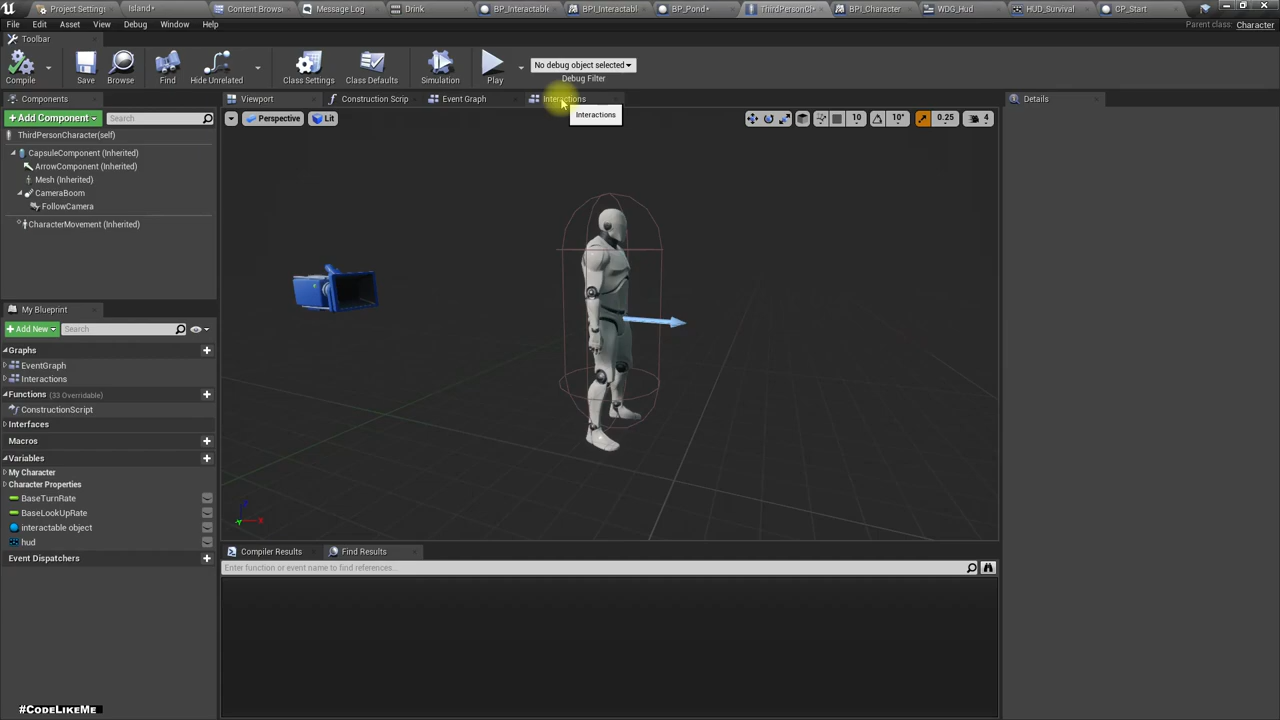 Project Setting:
Island•
Content Brows
Message Log
Drink
BP_Interactable
BPI_Interactabl
BP_Pond•
ThirdPersonCl•
BPI_Character
WDG_Hud
HUD_Survival
CP_Start
File Edit Asset View Debug Window Help
Parent class: Character
Toolbar
Compile
Save
Browse
Find
Hide Unrelated
Class Settings
Class Defaults
Simulation
Play
No debug object selected
Debug Filter
Components
Viewport
Construction Scrip
Event Graph
Interactions
Details
+ Add Component
Search
Perspective
Lit
10
10°
0.25
4
Interactions
ThirdPersonCharacter(self)
CapsuleComponent (Inherited)
ArrowComponent (Inherited)
Mesh (Inherited)
CameraBoom
FollowCamera
CharacterMovement (Inherited)
My Blueprint
+ Add New
Search
Graphs
EventGraph
Interactions
Functions (33 Overridable)
ConstructionScript
Interfaces
Macros
Variables
My Character
Character Properties
BaseTurnRate
BaseLookUpRate
interactable object
hud
Event Dispatchers
Z
X
Compiler Results
Find Results
Enter function or event name to find references...
#CodeLikeMe